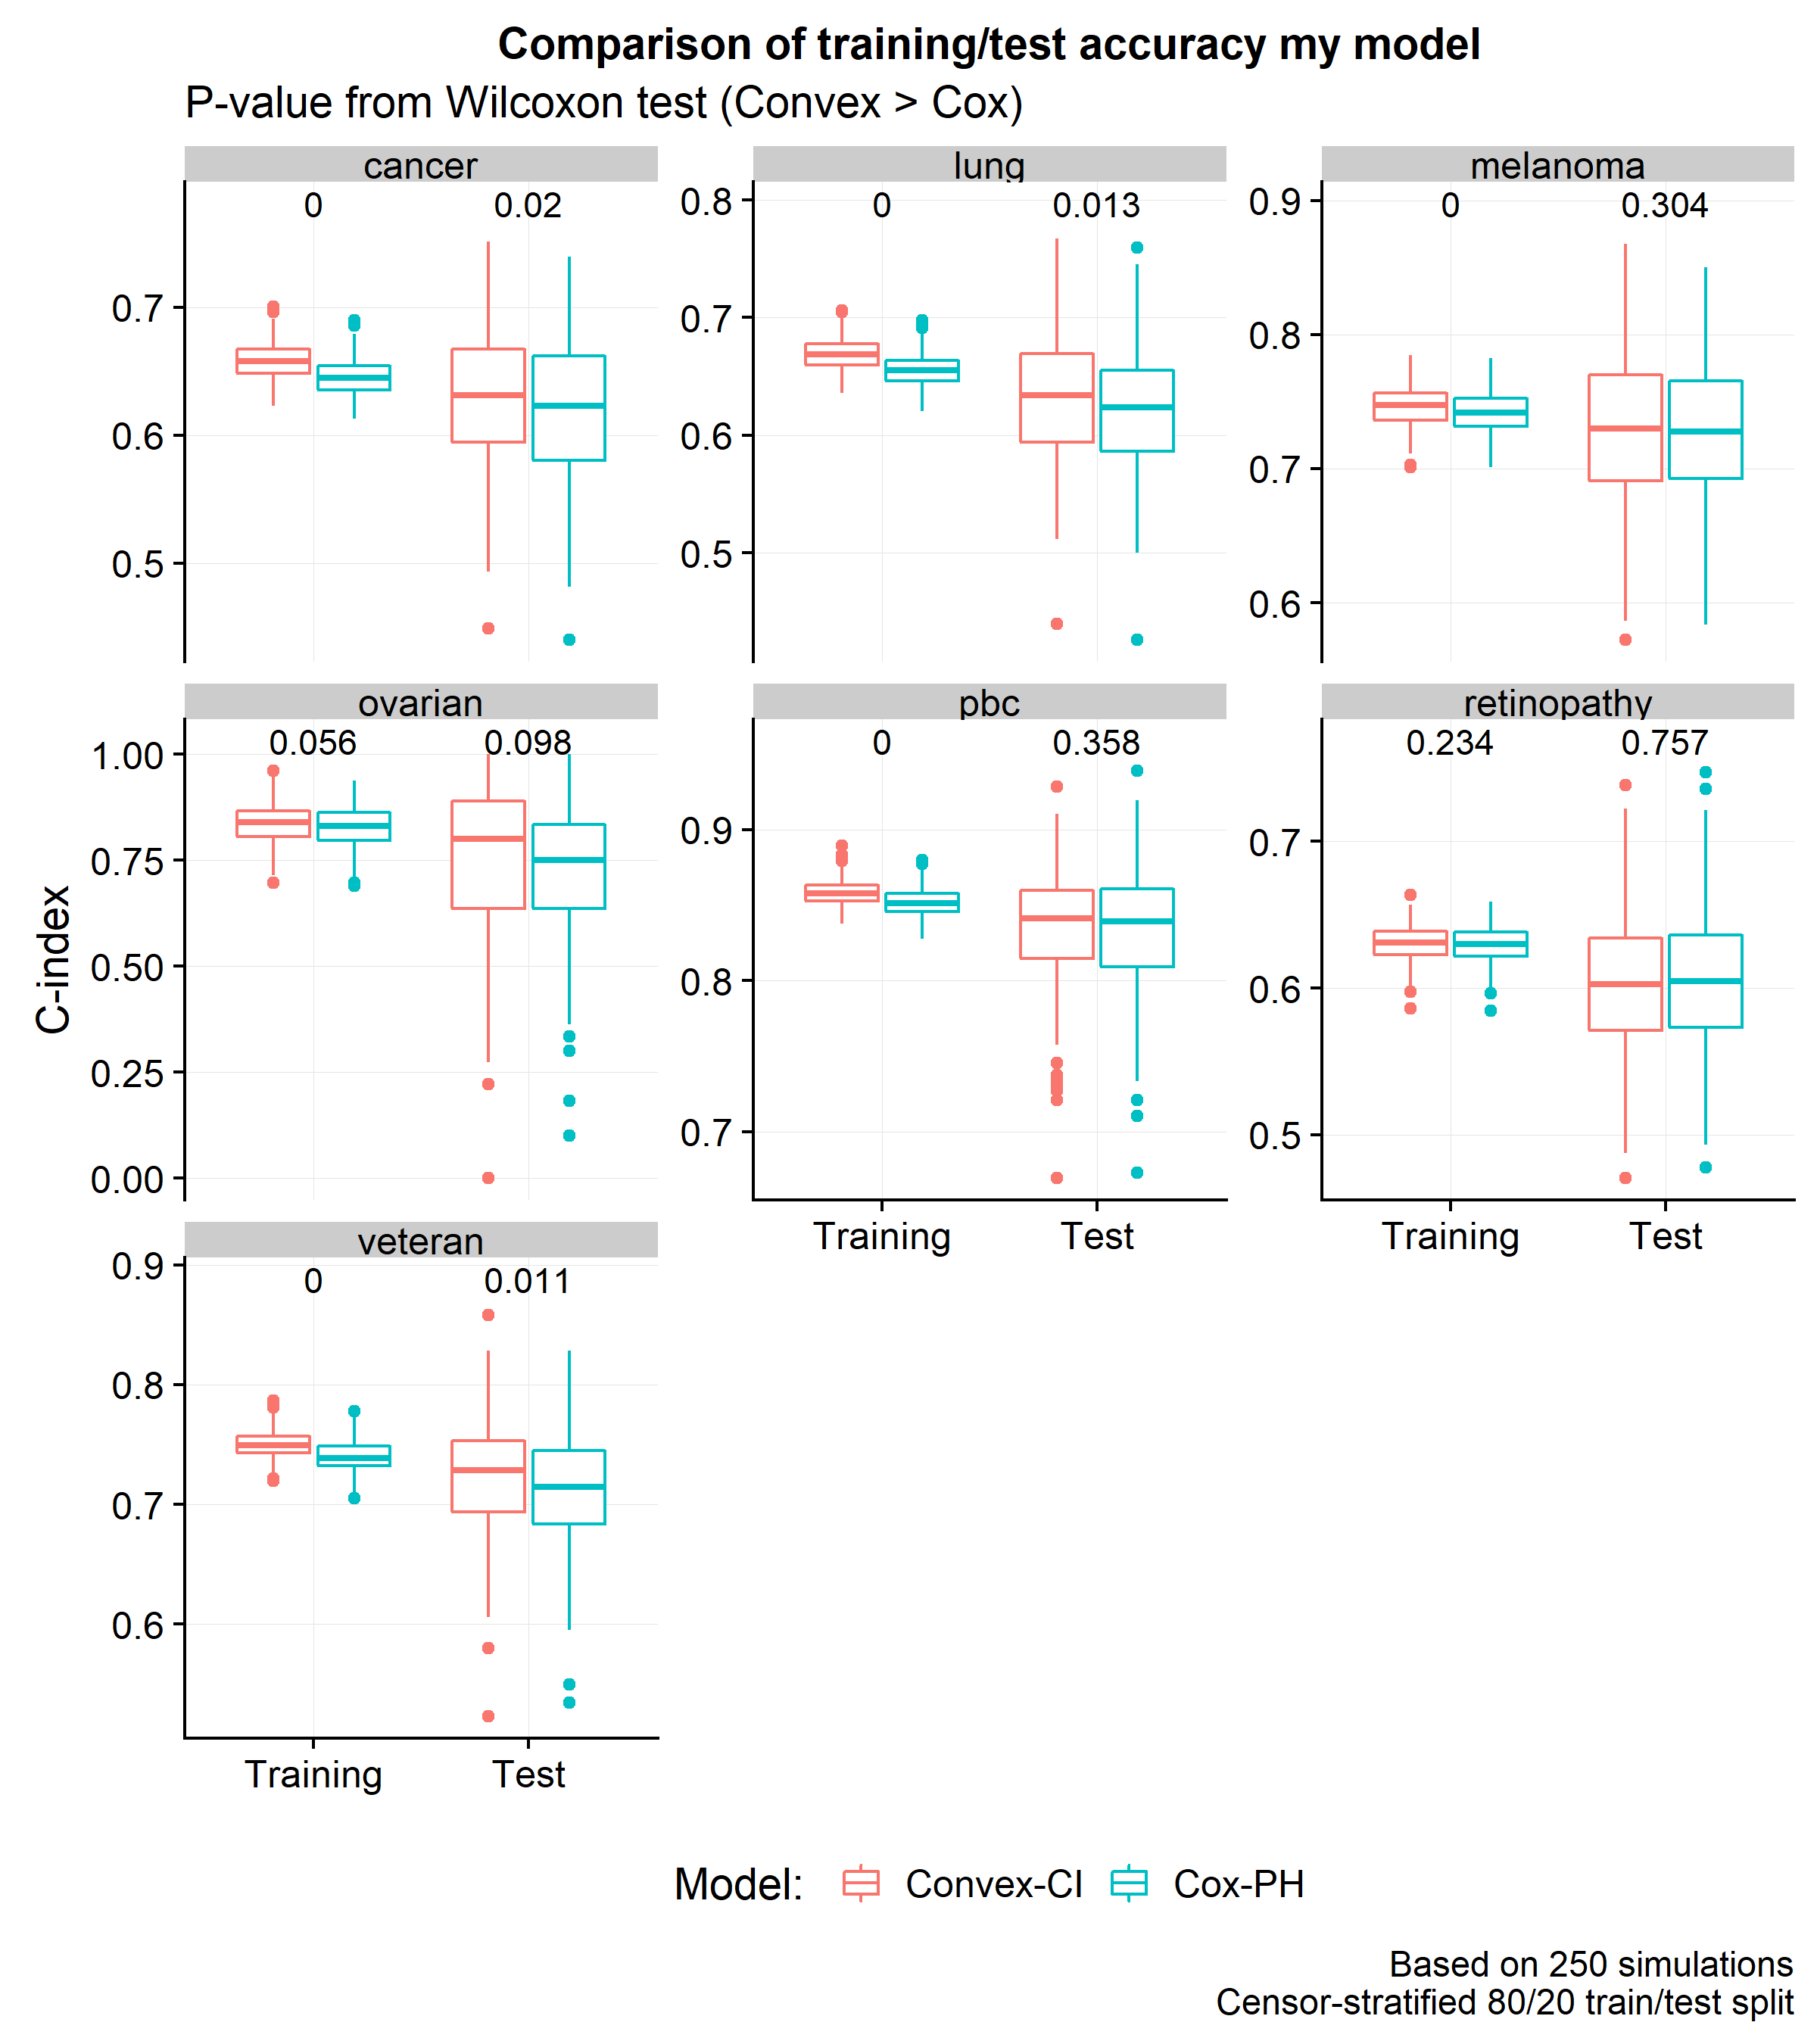 Comparison of training/test accuracy my model
P-value from Wilcoxon test (Convex > Cox)
cancer
lung
melanoma
0
0.02
0.7
0.6
0.5
0
0.013
0.8
0.7
0.6
0.5
0
0.304
0.9
0.8
0.7
0.6
C-index
ovarian
pbc
retinopathy
0.056
0.098
1.00
0.75
0.50
0.25
0.00
0
0.358
0.9
0.8
0.7
Training
Test
0.234
0.757
0.7
0.6
0.5
Training
Test
veteran
0
0.011
0.9
0.8
0.7
0.6
Training
Test
Model:
Convex-CI
Cox-PH
Based on 250 simulations
Censor-stratified 80/20 train/test split